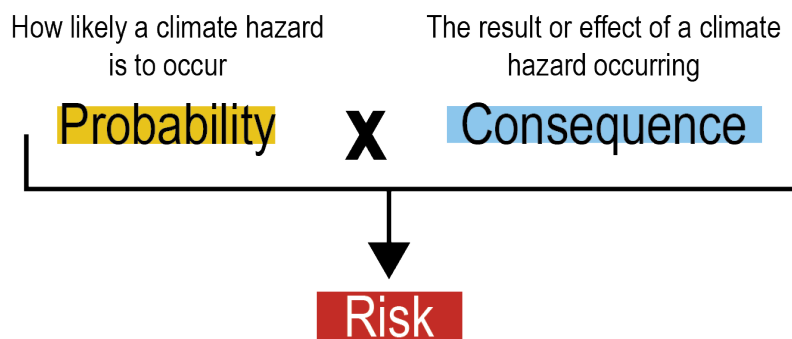 How likely a climate hazard
is to occur
The result or effect of a climate
hazard occurring
Probability x Consequence
Risk